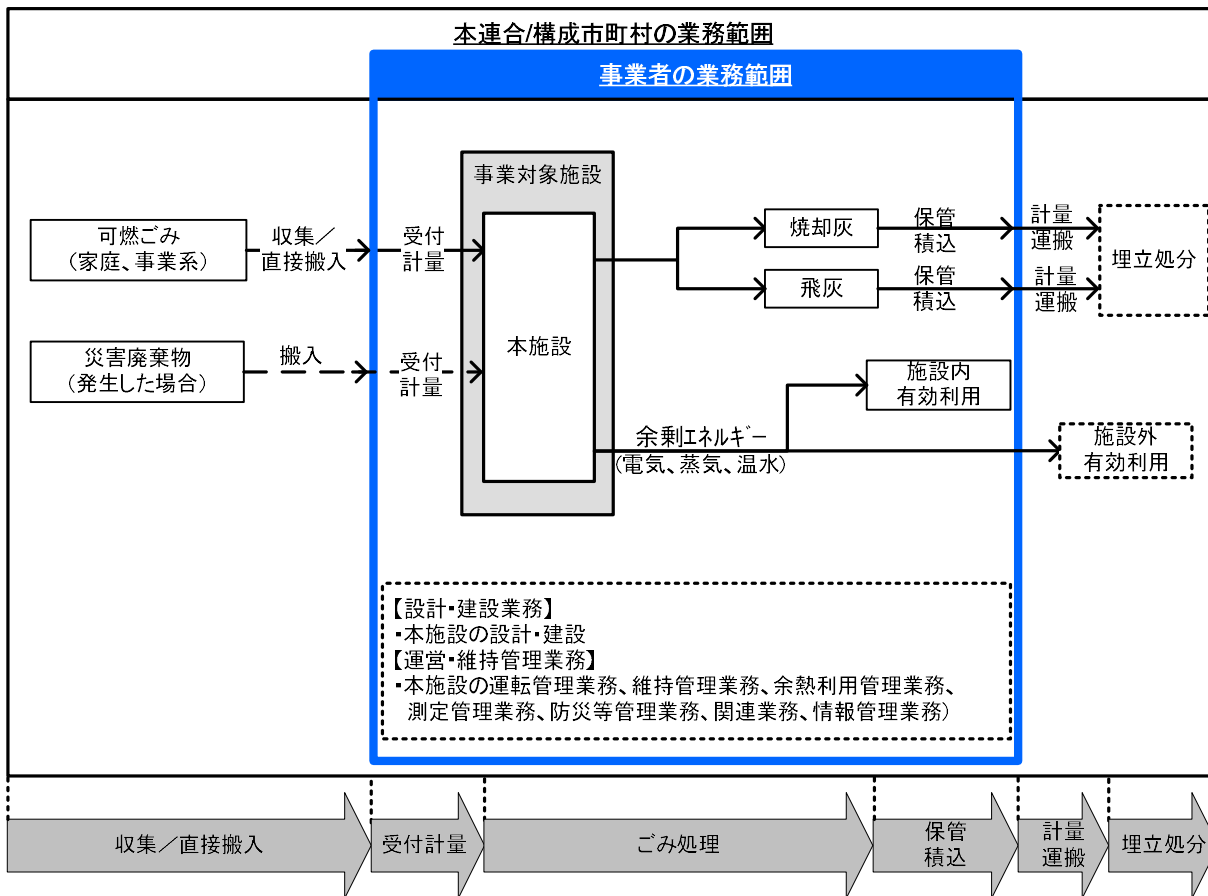 本連合/構成市町村の業務範囲
事業者の業務範囲
事業対象施設
可燃ごみ
(家庭、事業系)
収集／
直接搬入
受付
計量
本施設
焼却灰
保管
積込
計量
運搬
埋立処分
飛灰
保管
積込
計量
運搬
災害廃棄物
(発生した場合)
搬入
受付
計量
施設内
有効利用
余剰エネルギー
(電気、蒸気、温水)
施設外
有効利用
【設計・建設業務】
・本施設の設計・建設
【運営・維持管理業務】
・本施設の運転管理業務、維持管理業務、余熱利用管理業務、
測定管理業務、防災等管理業務、関連業務、情報管理業務)
収集／直接搬入
受付計量
ごみ処理
保管
積込
計量
運搬
埋立処分